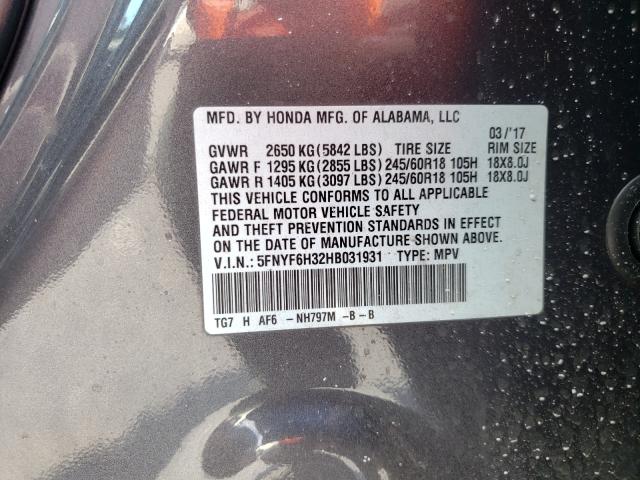 MFD. BY HONDA MFG. OF ALABAMA, LLC
03/'17
GVWR 2650 KG(5842 LBS) TIRE SIZE RIM SIZE
GAWR F 1295 KG(2855 LBS) 245/60R18 105H 18X8.0J
GAWR R 1405 KG(3097 LBS) 245/60R18 105H 18X8.0J
THIS VEHICLE CONFORMS TO ALL APPLICABLE
FEDERAL MOTOR VEHICLE SAFETY
AND THEFT PREVENTION STANDARDS IN EFFECT
ON THE DATE OF MANUFACTURE SHOWN ABOVE.
V.I.N.: 5FNYF6H32HB031931 TYPE: MPV
TG7 H AF6 - NH797M -B - B